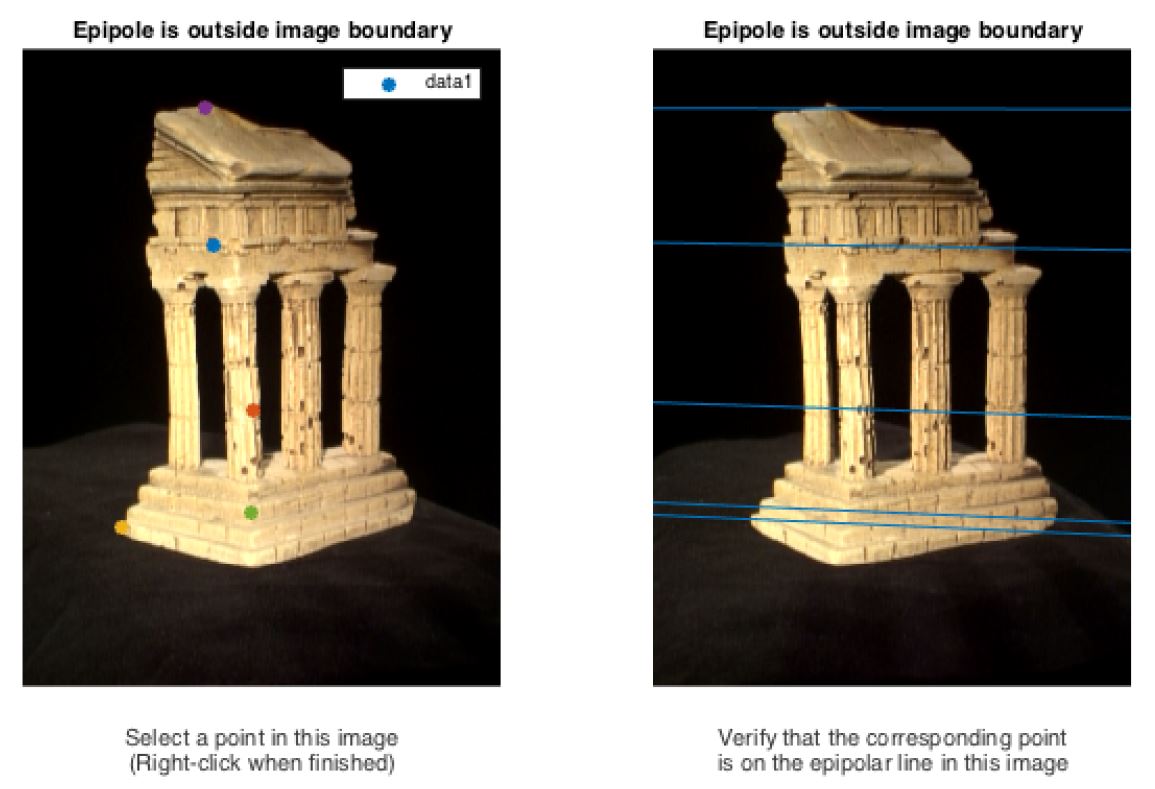 Epipole is outside image boundary
data1
Select a point in this image
(Right-click when finished)
Epipole is outside image boundary
Verify that the corresponding point
is on the epipolar line in this image